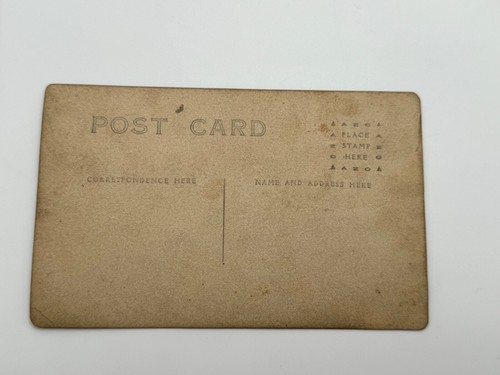 POST CARD
PLACE
STAMP
HERE
CORRESPONDENCE HERE
NAME AND ADDRESS HERE